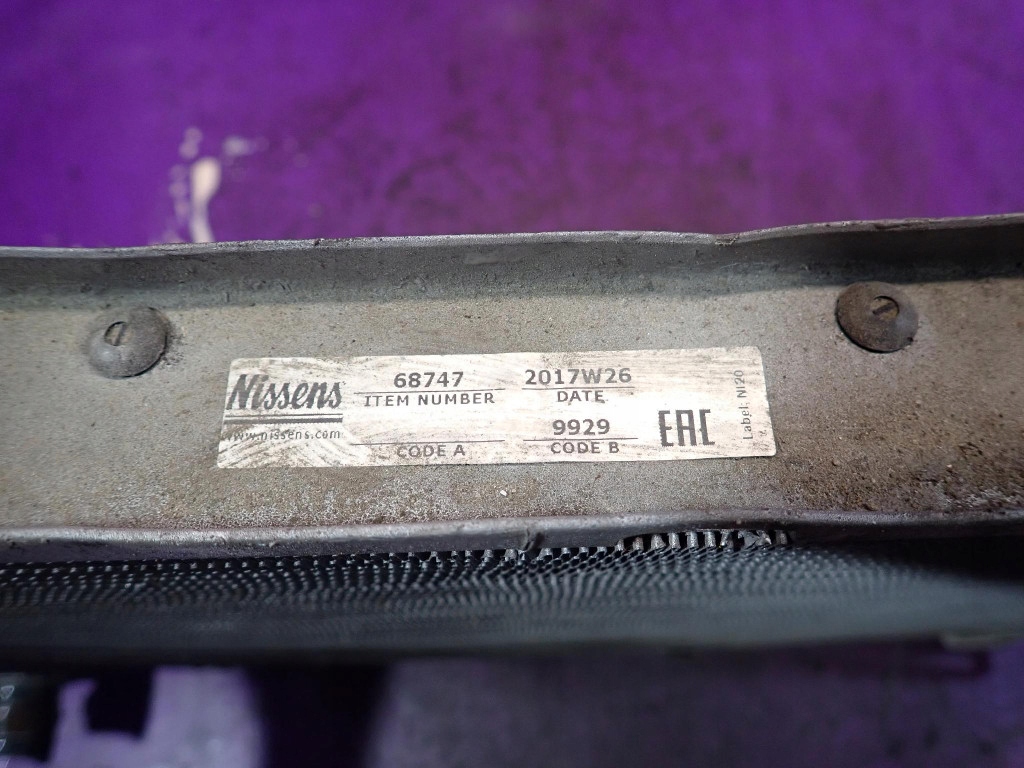 Nissens
www.nissens.com
68747
ITEM NUMBER
2017W26
DATE
CODE A
9929
CODE B
EAC
Label: NI20